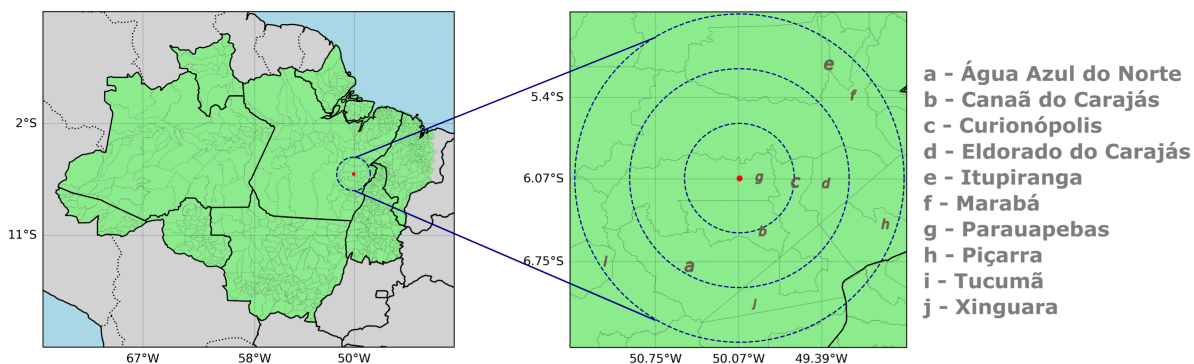 2°S
11°S
67°W
58°W
50°W
5.4°S
6.07°S
6.75°S
50.75°W
50.07°W
49.39°W
e
f
g
C
d
h
b
i
a
j
a - Água Azul do Norte
b - Canaã do Carajás
c - Curionópolis
d - Eldorado do Carajás
e - Itupiranga
f - Marabá
g - Parauapebas
h - Piçarra
i - Tucumã
j - Xinguara